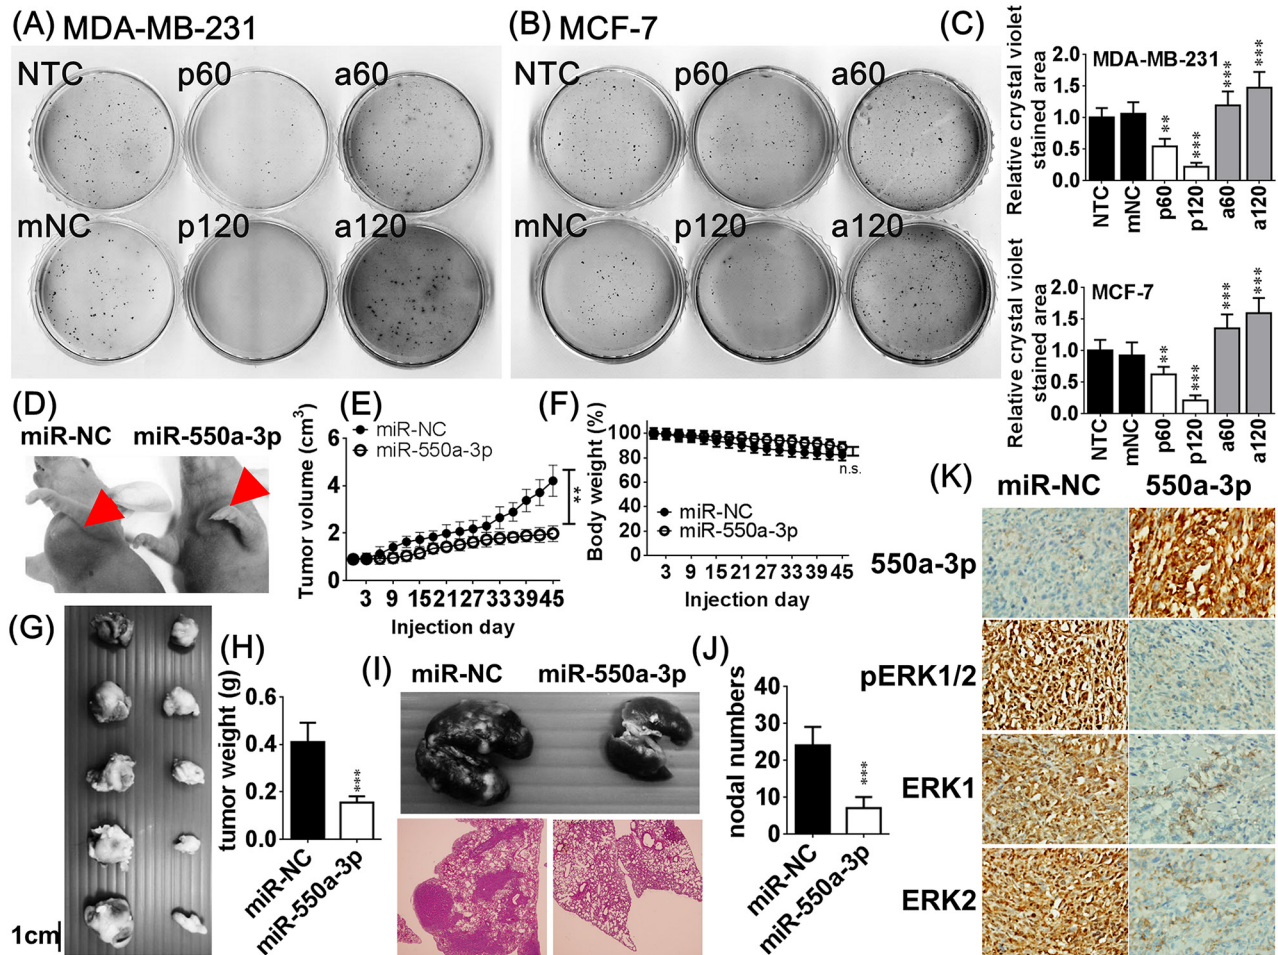 (A) MDA-MB-231
NTC p60 a60
mNC p120 a120
(B) MCF-7
NTC p60 a60
mNC p120 a120
(C)
Relative crystal violet
stained area
2.0
1.5
1.0
0.5
0.0
MDA-MB-231
** *** *** ***
NTC mNC p60 p120 a60 a120
Relative crystal violet
stained area
2.0
1.5
1.0
0.5
0.0
MCF-7
** *** *** ***
NTC mNC p60 p120 a60 a120
(D)
miR-NC miR-550a-3p
(E)
Tumor volume (cm3)
6
4
2
0
miR-NC
miR-550a-3p
**
3 9 15 21 27 33 39 45
Injection day
(F)
Body weight (%)
100
80
60
40
20
0
n.s.
miR-NC
miR-550a-3p
3 9 15 21 27 33 39 45
Injection day
(G)
1cm
(H)
tumor weight (g)
0.6
0.4
0.2
0.0
***
miR-NC miR-550a-3p
(I)
miR-NC miR-550a-3p
(J)
nodal numbers
40
30
20
10
0
***
miR-NC miR-550a-3p
(K)
miR-NC 550a-3p
550a-3p
pERK1/2
ERK1
ERK2